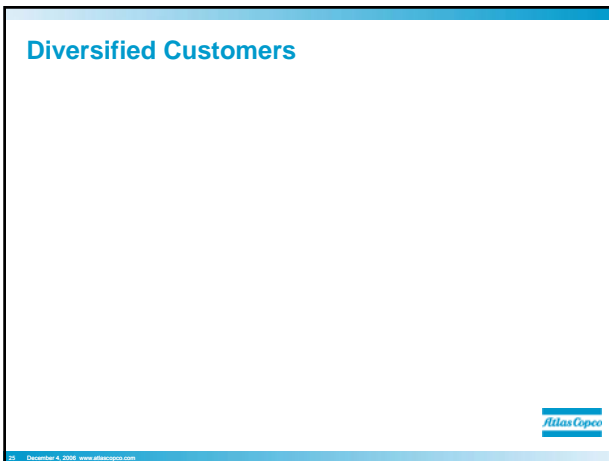 Diversified Customers
Atlas Copco
25 December 4, 2008 www.atlascopco.com